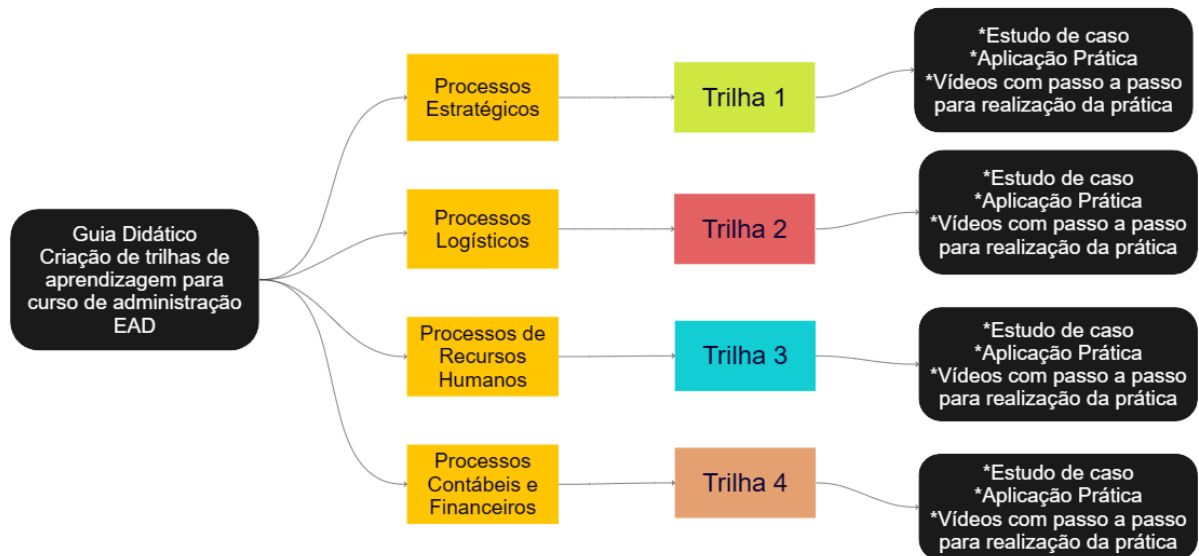 Guia Didático
Criação de trilhas de
aprendizagem para
curso de administração
EAD
Processos
Estratégicos
Trilha 1
*Estudo de caso
*Aplicação Prática
*Vídeos com passo a passo
para realização da prática
Processos
Logísticos
Trilha 2
*Estudo de caso
*Aplicação Prática
*Vídeos com passo a passo
para realização da prática
Processos de
Recursos
Humanos
Trilha 3
*Estudo de caso
*Aplicação Prática
*Vídeos com passo a passo
para realização da prática
Processos
Contábeis e
Financeiros
Trilha 4
*Estudo de caso
*Aplicação Prática
*Vídeos com passo a passo
para realização da prática